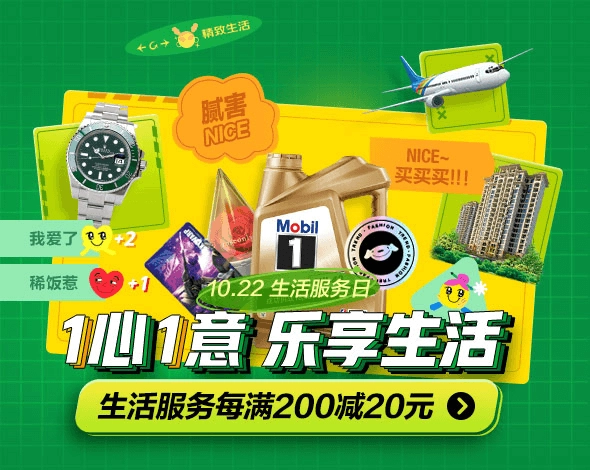 精致生活
腻害
NICE
NICE~
买买买!!!
Mobil
1
FASHION TREND
我爱了
+2
稀饭惹
+1
10.22 生活服务日
1心1意 乐享生活
生活服务每满200减20元